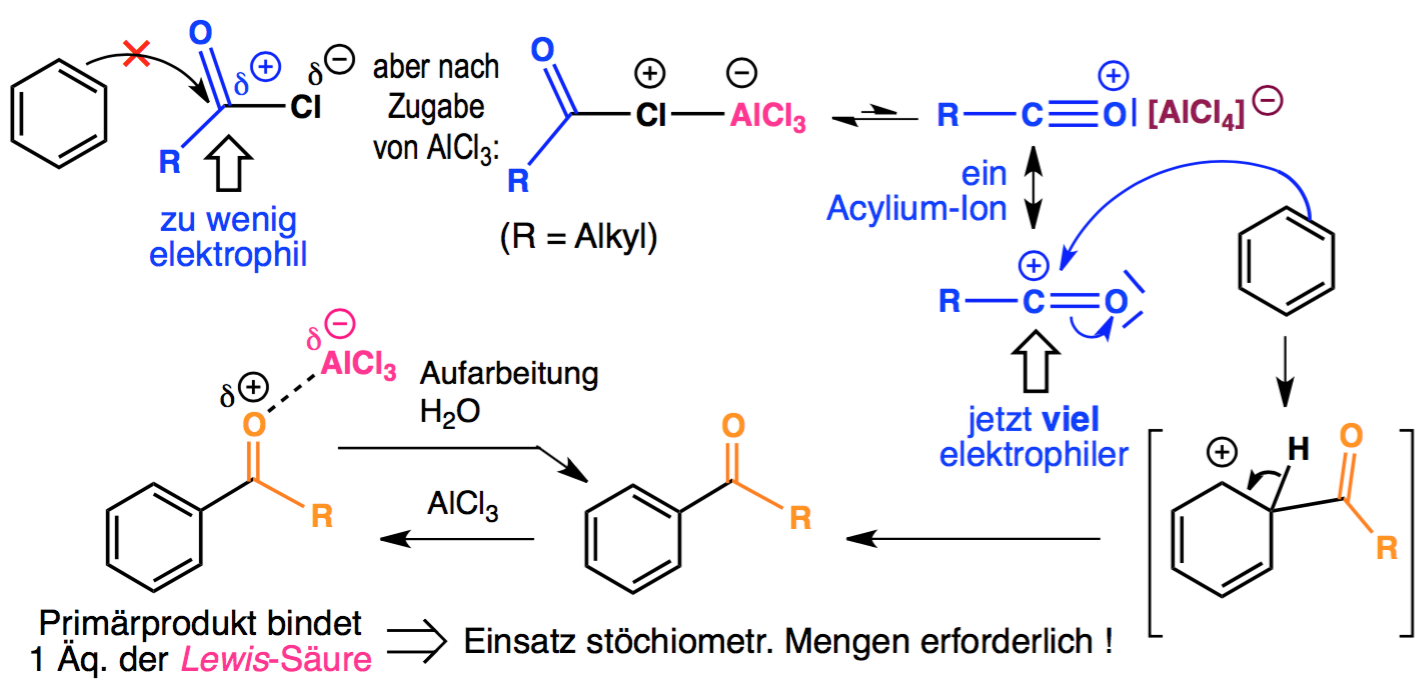 O
δ ⊕
δ ⊖
Cl
R
zu wenig
elektrophil
aber nach
Zugabe
von AlCl₃:
O
⊕
⊖
Cl
AlCl₃
R
(R = Alkyl)
⊕
R C O [AlCl₄] ⊖
ein
Acylium-Ion
⊕
R C O
jetzt viel
elektrophiler
δ ⊖
AlCl₃
δ ⊕
O
R
Aufarbeitung
H₂O
AlCl₃
O
R
⊕
H
O
R
Primärprodukt bindet
1 Äq. der Lewis-Säure
Einsatz stöchiometr. Mengen erforderlich !